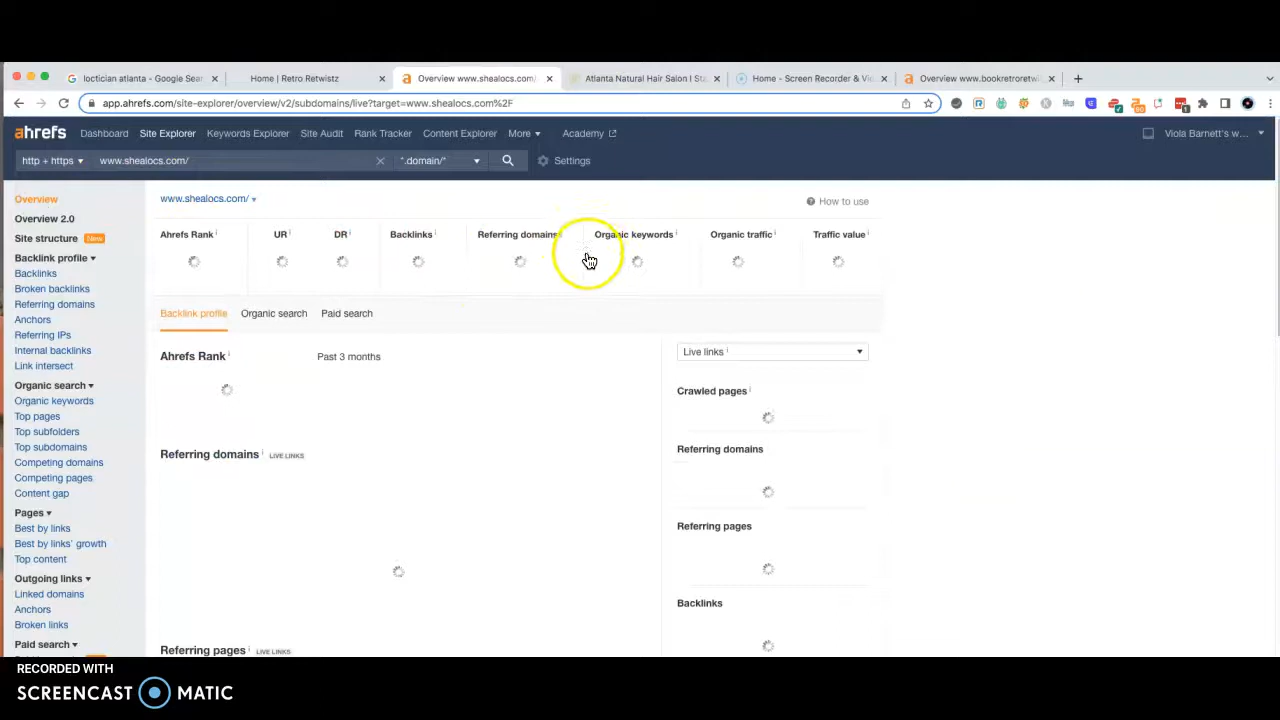 loctician atlanta - Google Sear
Home | Retro Retwistz
Overview www.shealocs.com/
Atlanta Natural Hair Salon | Sta
Home - Screen Recorder & Vi
Overview www.bookretroretwi
app.ahrefs.com/site-explorer/overview/v2/subdomains/live?target=www.shealocs.com%2F
ahrefs
Dashboard
Site Explorer
Keywords Explorer
Site Audit
Rank Tracker
Content Explorer
More
Academy
Viola Barnett's w...
http + https
www.shealocs.com/
*.domain/*
Settings
Overview
Overview 2.0
Site structure New
Backlink profile
Backlinks
Broken backlinks
Referring domains
Anchors
Referring IPs
Internal backlinks
Link intersect
Organic search
Organic keywords
Top pages
Top subfolders
Top subdomains
Competing domains
Competing pages
Content gap
Pages
Best by links
Best by links' growth
Top content
Outgoing links
Linked domains
Anchors
Broken links
Paid search
www.shealocs.com/
How to use
Ahrefs Rank
UR
DR
Backlinks
Referring domains
Organic keywords
Organic traffic
Traffic value
Backlink profile
Organic search
Paid search
Ahrefs Rank
Past 3 months
Referring domains LIVE LINKS
Referring pages LIVE LINKS
Live links
Crawled pages
Referring domains
Referring pages
Backlinks
RECORDED WITH
SCREENCAST MATIC